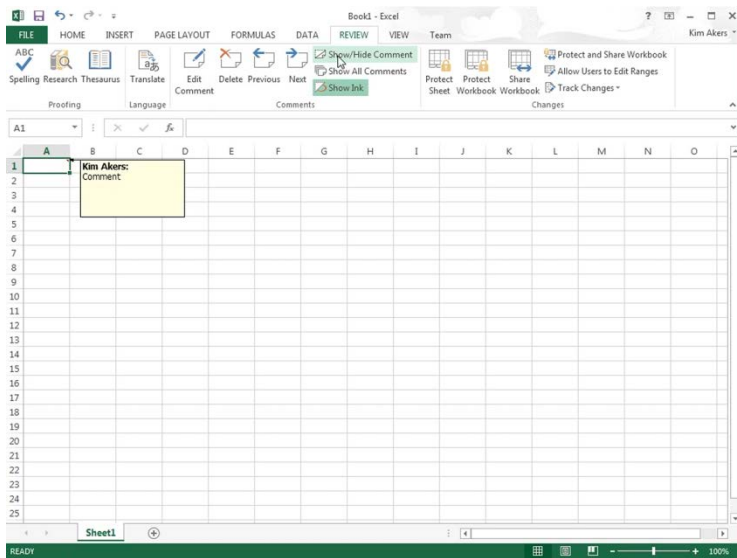 Book1 - Excel
?
FILE HOME INSERT PAGE LAYOUT FORMULAS DATA REVIEW VIEW Team Kim Akers
ABC
Spelling Research Thesaurus
Translate
Edit Comment
Delete Previous Next
Show/Hide Comment
Show All Comments
Show Ink
Protect Sheet
Protect Workbook
Share Workbook
Protect and Share Workbook
Allow Users to Edit Ranges
Track Changes
Proofing Language Comments Changes
A1 fx
A B C D E F G H I J K L M N O
1 Kim Akers:
2 Comment
3
4
5
6
7
8
9
10
11
12
13
14
15
16
17
18
19
20
21
22
23
24
25
Sheet1
READY 100%